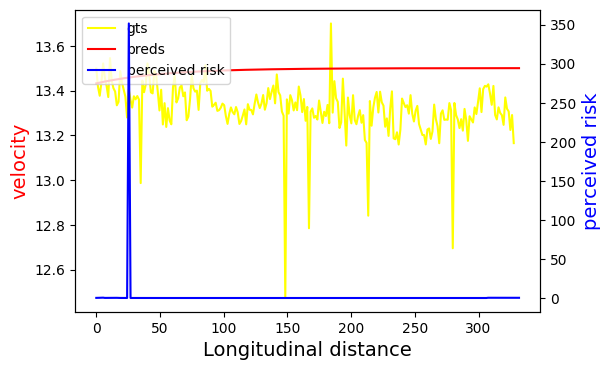 gts
preds
perceived risk
13.6
13.4
13.2
13.0
12.8
12.6
velocity
350
300
250
200
150
100
50
0
perceived risk
0 50 100 150 200 250 300
Longitudinal distance